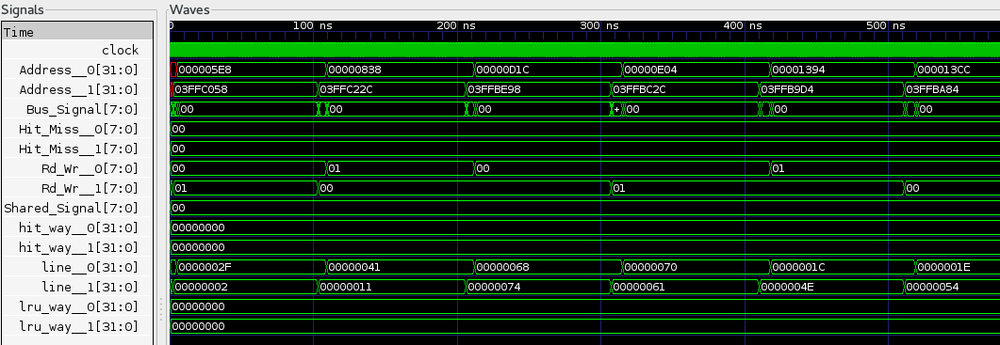 Signals Waves
Time 0 100 ns 200 ns 300 ns 400 ns 500 ns
clock
Address__0[31:0] 000005E8 00000838 00000D1C 00000E04 00001394 000013CC
Address__1[31:0] 03FFC058 03FFC22C 03FFBE98 03FFBC2C 03FFB9D4 03FFBA84
Bus_Signal[7:0] 00 00 00 + 00 00 00
Hit_Miss__0[7:0] 00
Hit_Miss__1[7:0] 00
Rd_Wr__0[7:0] 00 01 00 01
Rd_Wr__1[7:0] 01 00 01 00
Shared_Signal[7:0] 00
hit_way__0[31:0] 00000000
hit_way__1[31:0] 00000000
line__0[31:0] 0000002F 00000041 00000068 00000070 0000001C 0000001E
line__1[31:0] 00000002 00000011 00000074 00000061 0000004E 00000054
lru_way__0[31:0] 00000000
lru_way__1[31:0] 00000000